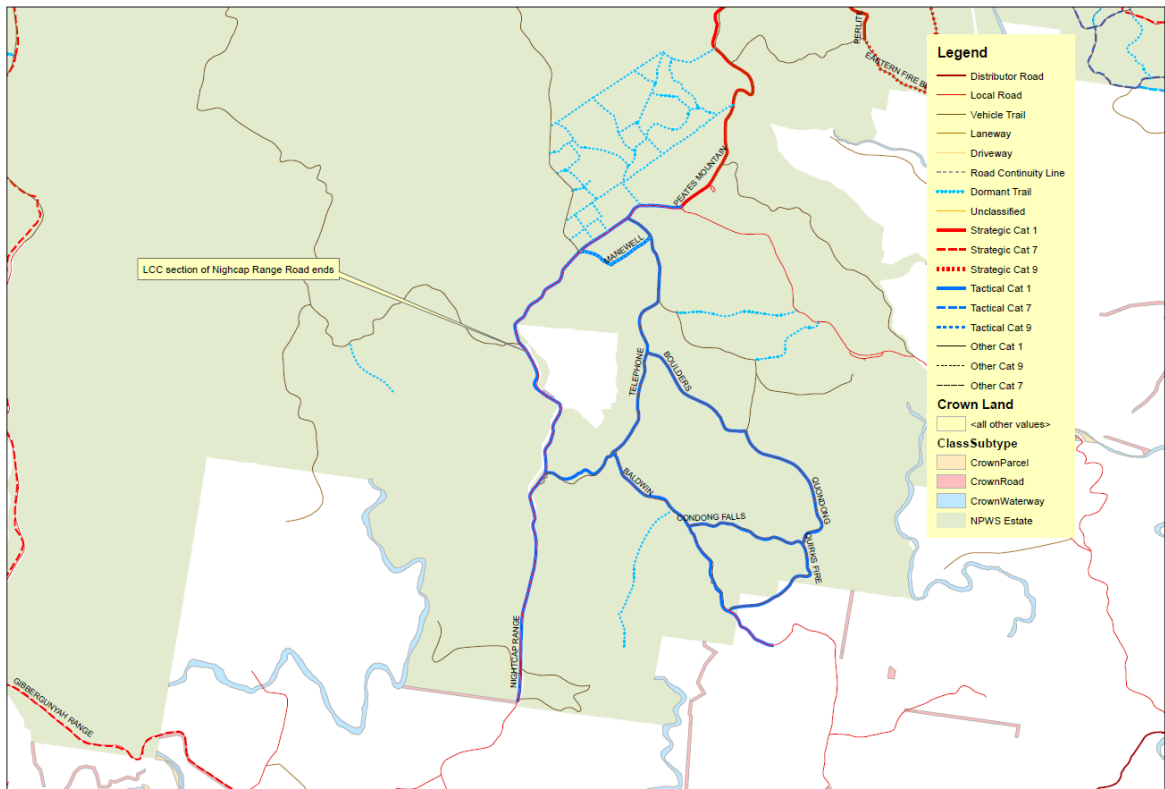 PERLITE
EASTERN FIRE B
PEATES MOUNTAIN
MANEWELL
LCC section of Nighcap Range Road ends
TELEPHONE
BOULDERS
BALDWIN
QUONDONG
CONDONG FALLS
QUIRKS FIRE
NIGHTCAP RANGE
GIBBERGUNYAH RANGE
Legend
Distributor Road
Local Road
Vehicle Trail
Laneway
Driveway
Road Continuity Line
Dormant Trail
Unclassified
Strategic Cat 1
Strategic Cat 7
Strategic Cat 9
Tactical Cat 1
Tactical Cat 7
Tactical Cat 9
Other Cat 1
Other Cat 9
Other Cat 7
Crown Land
<all other values>
ClassSubtype
CrownParcel
CrownRoad
CrownWaterway
NPWS Estate